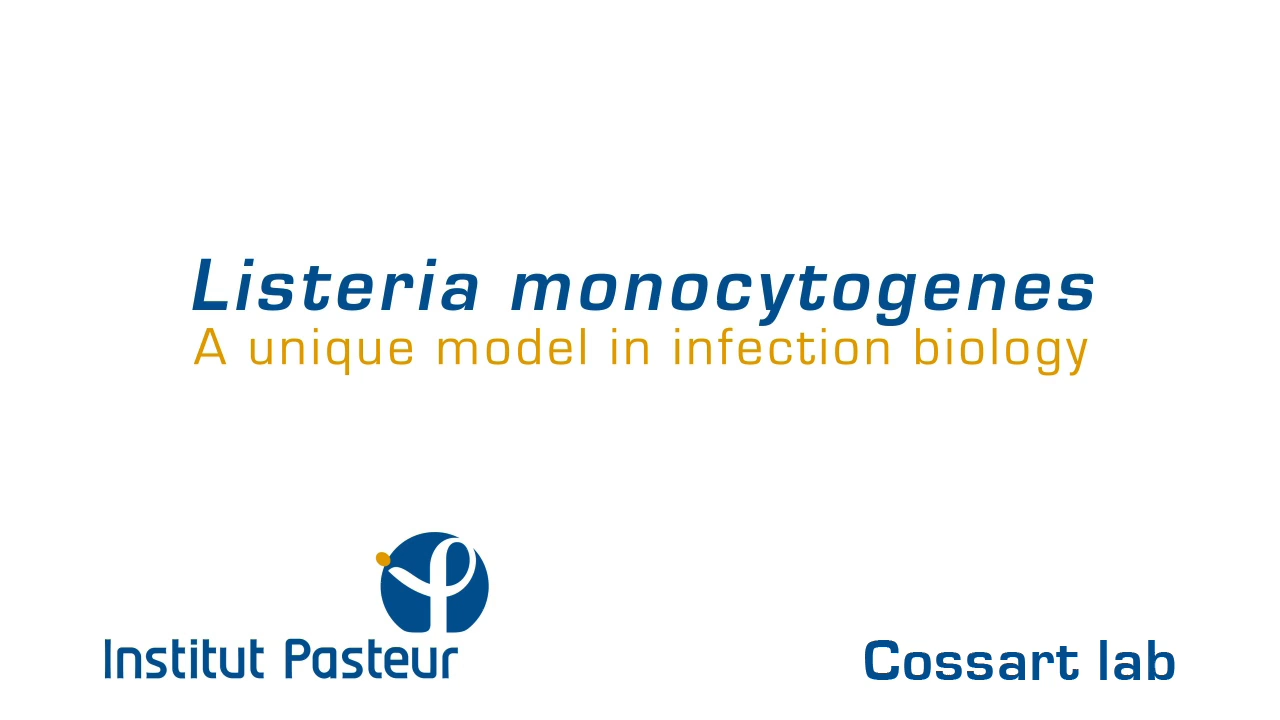 Listeria monocytogenes
A unique model in infection biology
Institut Pasteur
Cossart lab